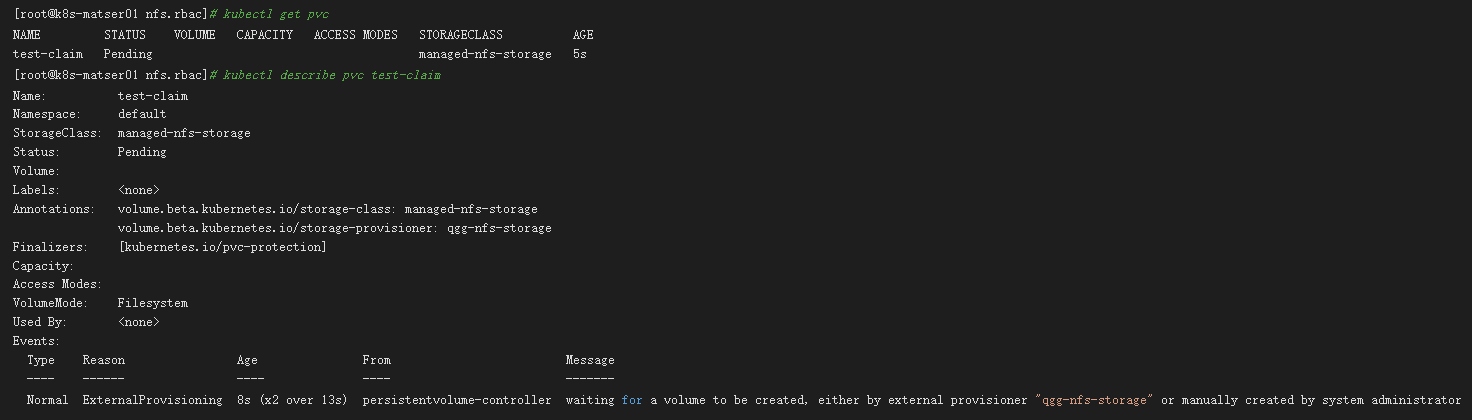 [root@k8s-matser01 nfs.rbac]# kubectl get pvc
NAME         STATUS    VOLUME   CAPACITY   ACCESS MODES   STORAGECLASS          AGE
test-claim   Pending                                      managed-nfs-storage   5s
[root@k8s-matser01 nfs.rbac]# kubectl describe pvc test-claim
Name:          test-claim
Namespace:     default
StorageClass:  managed-nfs-storage
Status:        Pending
Volume:
Labels:        <none>
Annotations:   volume.beta.kubernetes.io/storage-class: managed-nfs-storage
               volume.beta.kubernetes.io/storage-provisioner: qgg-nfs-storage
Finalizers:    [kubernetes.io/pvc-protection]
Capacity:
Access Modes:
VolumeMode:    Filesystem
Used By:       <none>
Events:
  Type    Reason                Age                From                         Message
  ----    ------                ----               ----                         -------
  Normal  ExternalProvisioning  8s (x2 over 13s)  persistentvolume-controller  waiting for a volume to be created, either by external provisioner "qgg-nfs-storage" or manually created by system administrator